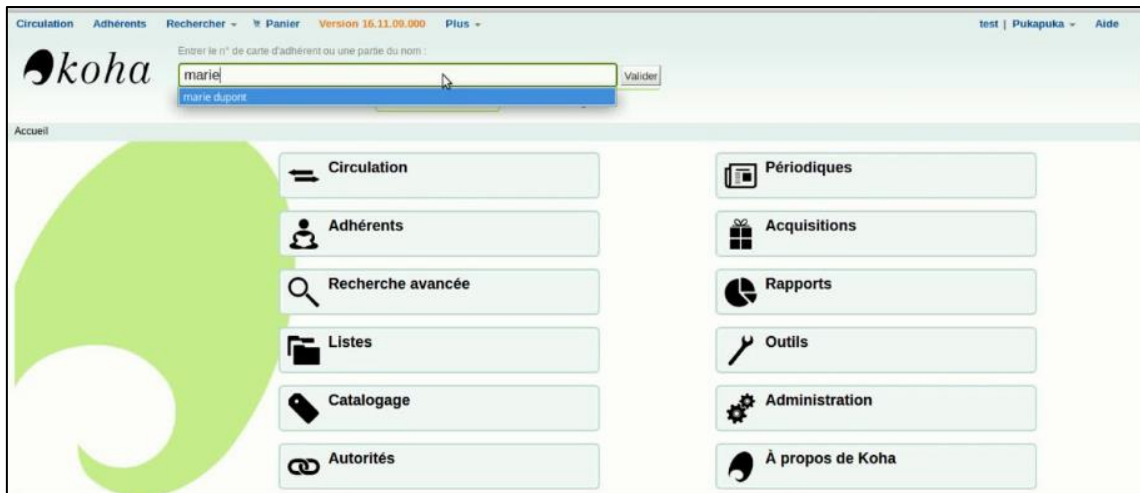 Circulation Adhérents Rechercher Panier Version 16.11.09.000 Plus test | Pukapuka Aide
koha
Entrer le n° de carte d'adhérent ou une partie du nom :
marie Valider
marie dupont
Accueil
Circulation Périodiques
Adhérents Acquisitions
Recherche avancée Rapports
Listes Outils
Catalogage Administration
Autorités À propos de Koha